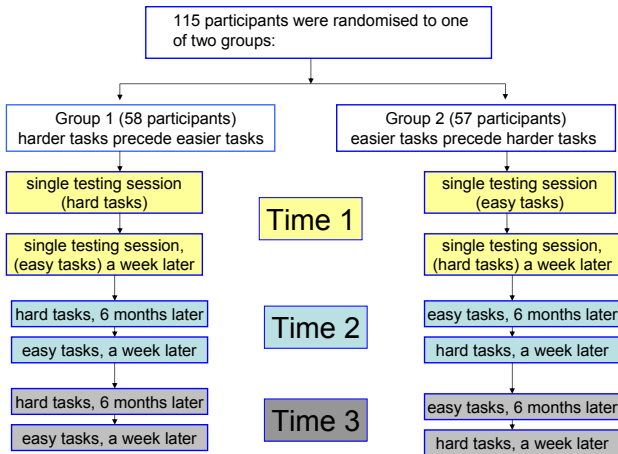 115 participants were randomised to one
of two groups:
Group 1 (58 participants)
harder tasks precede easier tasks
Group 2 (57 participants)
easier tasks precede harder tasks
single testing session
(hard tasks)
single testing session
(easy tasks)
Time 1
single testing session,
(easy tasks) a week later
single testing session,
(hard tasks) a week later
hard tasks, 6 months later
easy tasks, 6 months later
Time 2
easy tasks, a week later
hard tasks, a week later
hard tasks, 6 months later
easy tasks, 6 months later
Time 3
easy tasks, a week later
hard tasks, a week later